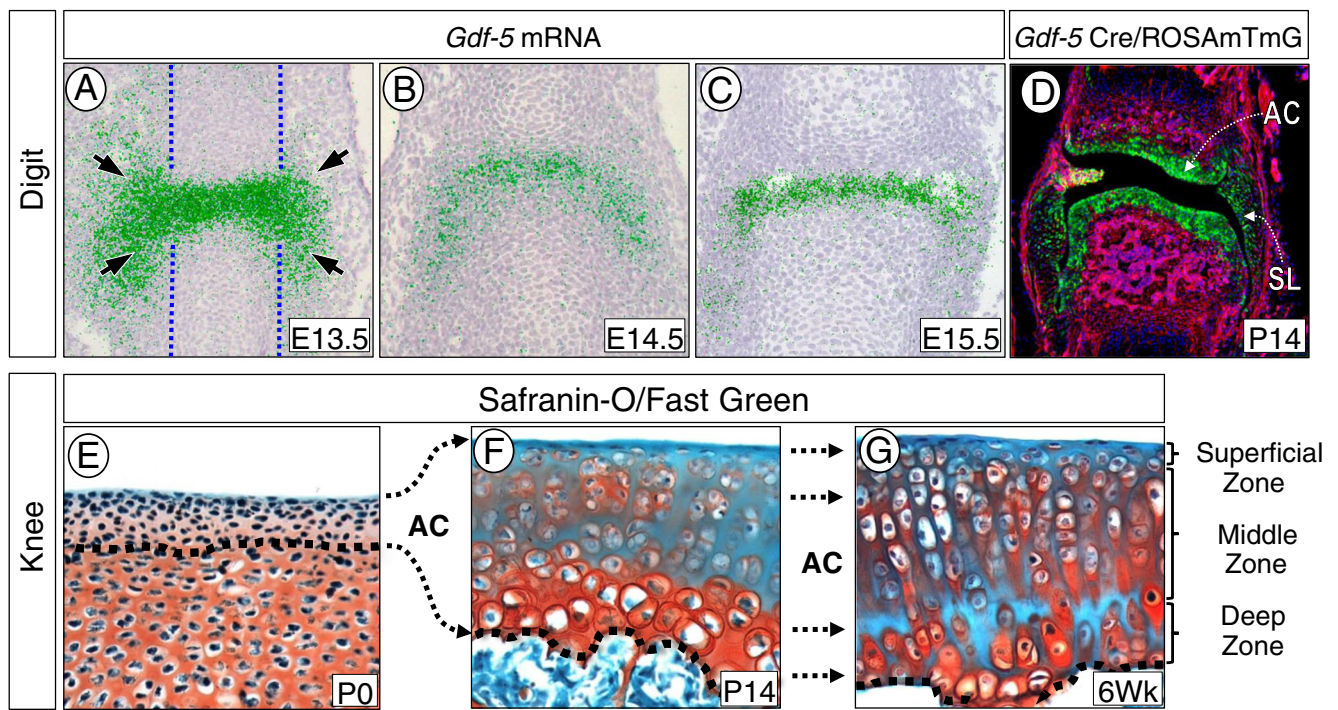 Gdf-5 mRNA
Gdf-5 Cre/ROSAmTmG
Digit
A
E13.5
B
E14.5
C
E15.5
D
AC
SL
P14
Safranin-O/Fast Green
Knee
E
P0
AC
F
P14
AC
G
6Wk
Superficial
Zone
Middle
Zone
Deep
Zone